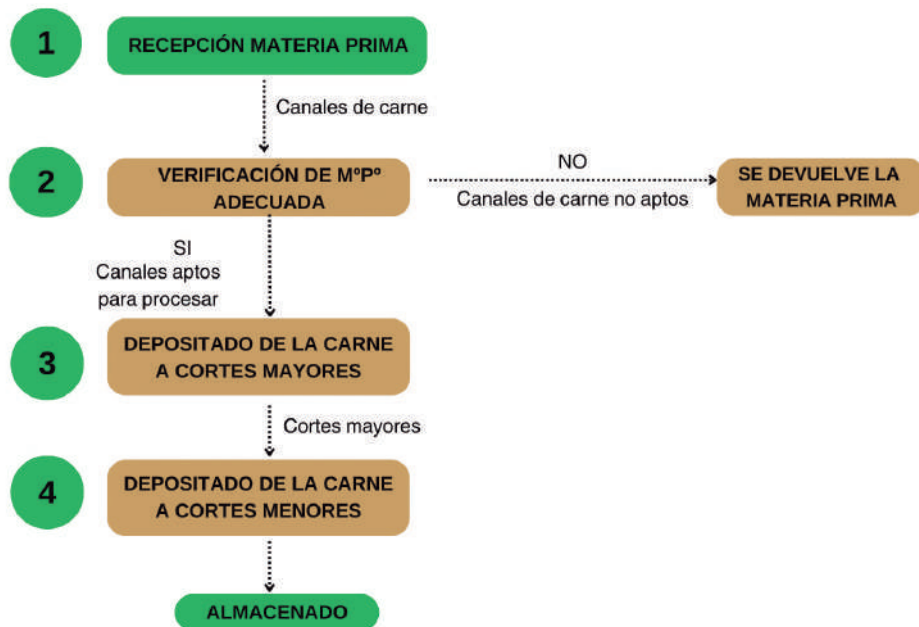 1
RECEPCIÓN MATERIA PRIMA
Canales de carne
2
VERIFICACIÓN DE MºPº
ADECUADA
NO
Canales de carne no aptos
SE DEVUELVE LA
MATERIA PRIMA
SI
Canales aptos
para procesar
3
DEPOSITADO DE LA CARNE
A CORTES MAYORES
Cortes mayores
4
DEPOSITADO DE LA CARNE
A CORTES MENORES
ALMACENADO